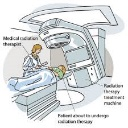 Medical radiation
therapist
Radiation
therapy
treatment
machine
Patient about to undergo
radiation therapy